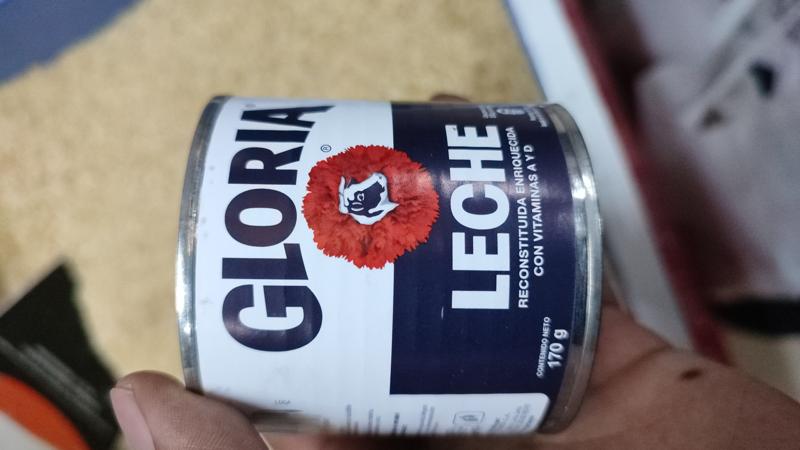 GLORIA
®
LECHE
RECONSTITUIDA ENRIQUECIDA
CON VITAMINAS A Y D
CONTENIDO NETO
170 g